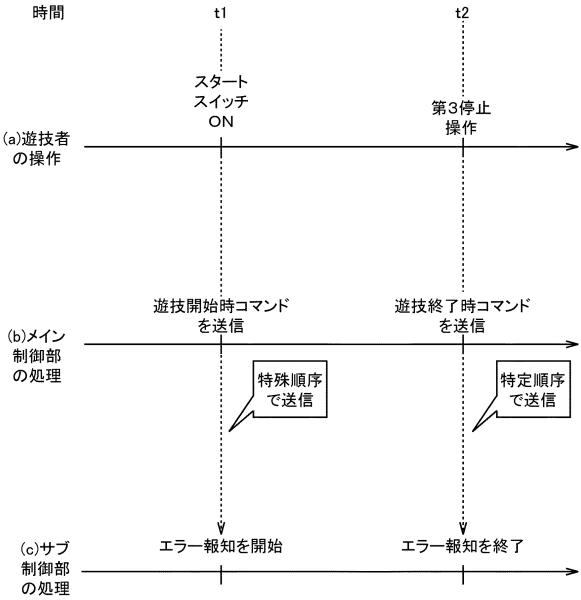 時間
t1
t2
スタート
スイッチ
ON
第3停止
操作
(a)遊技者
の操作
遊技開始時コマンド
を送信
遊技終了時コマンド
を送信
(b)メイン
制御部
の処理
特殊順序
で送信
特定順序
で送信
(c)サブ
制御部
の処理
エラー報知を開始
エラー報知を終了